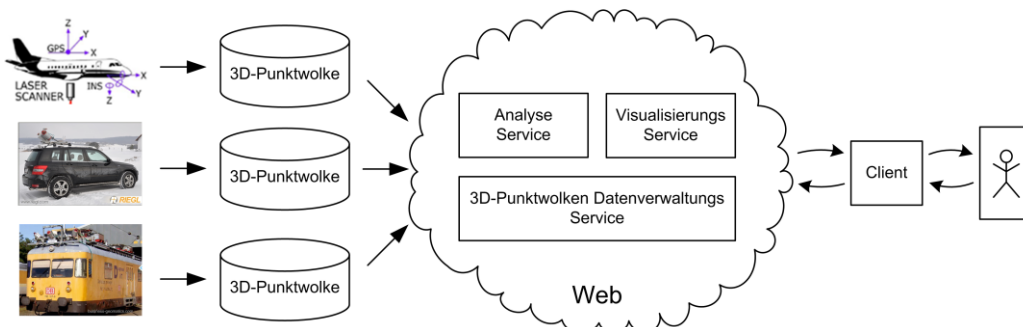 Z
Y
GPS
X
LASER
SCANNER
INS
X
Y
Z
RIEGL
3D-Punktwolke
3D-Punktwolke
3D-Punktwolke
Analyse
Service
Visualisierungs
Service
3D-Punktwolken Datenverwaltungs
Service
Web
Client